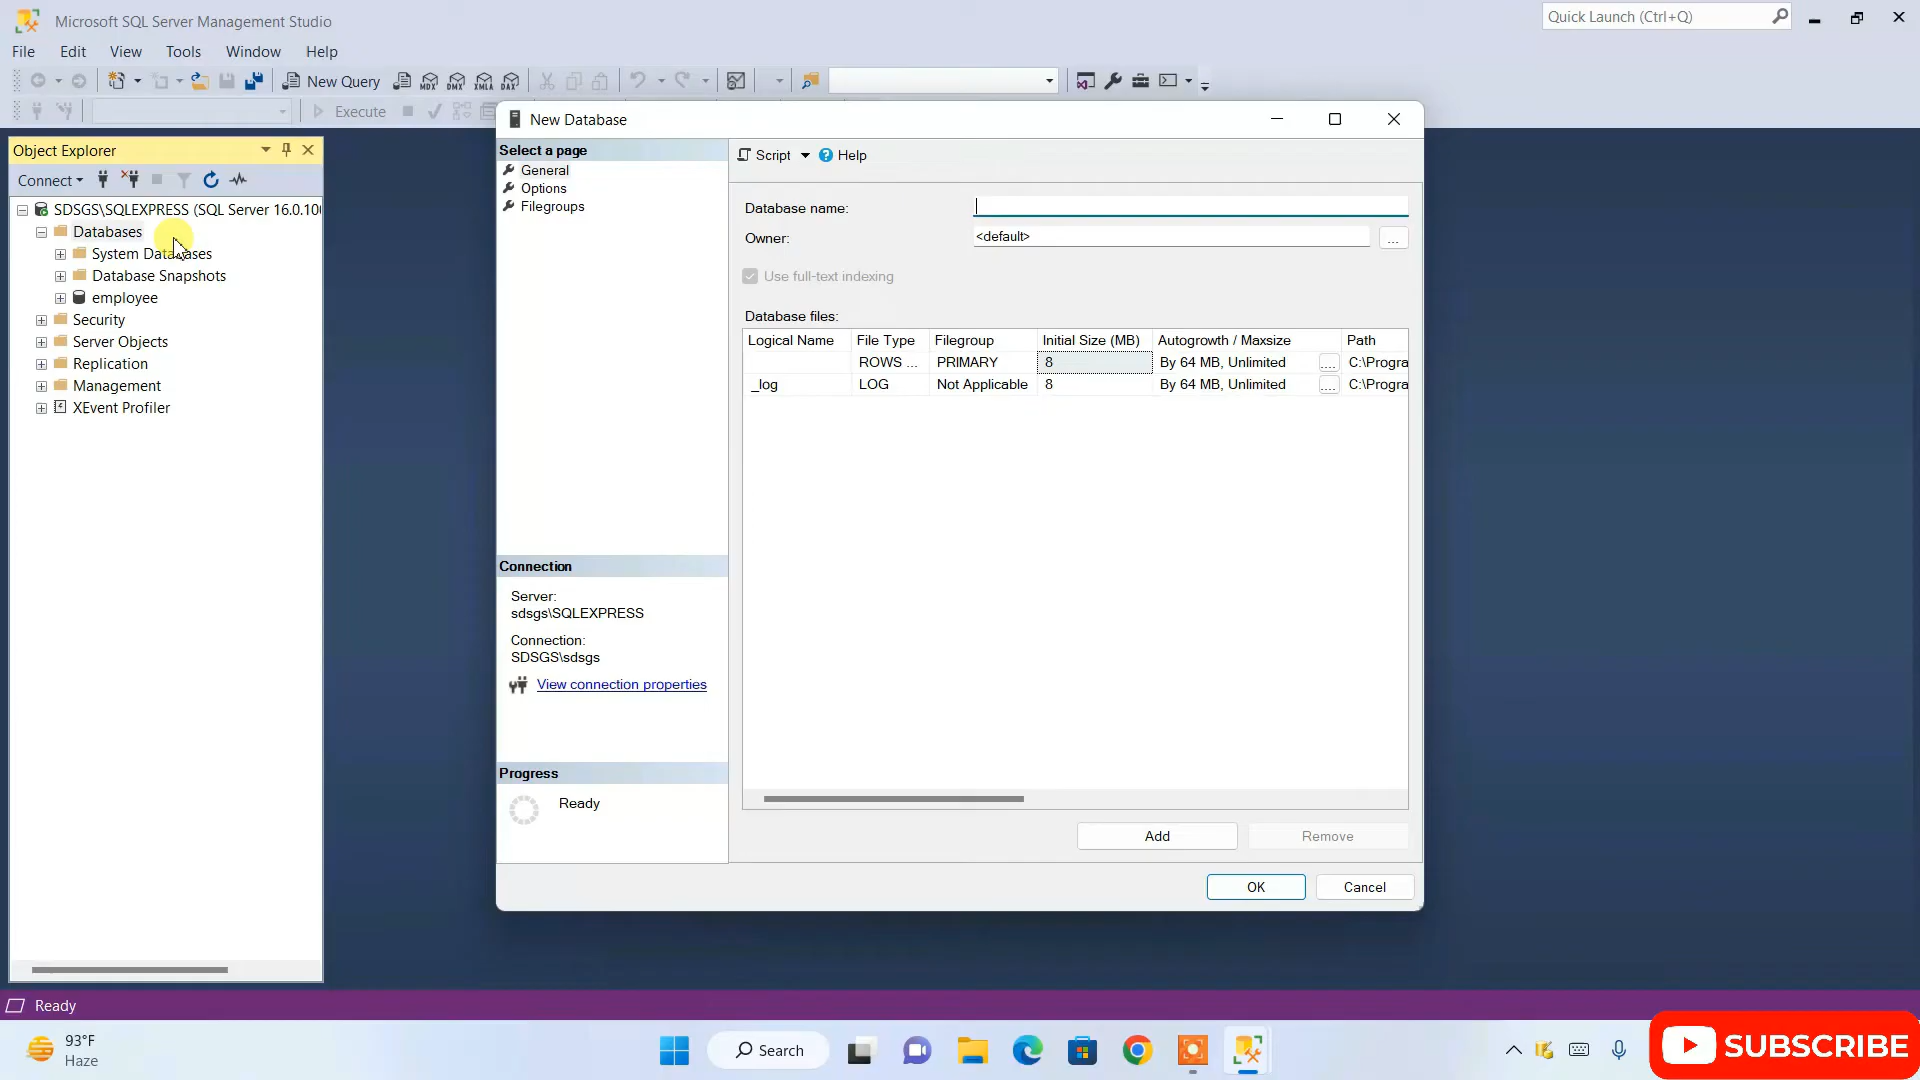 Microsoft SQL Server Management Studio
Quick Launch (Ctrl+Q)
File Edit View Tools Window Help
New Query MDX DMX XMLA DAX
Execute
Object Explorer
Connect
SDSGS\SQLEXPRESS (SQL Server 16.0.100
Databases
System Databases
Database Snapshots
employee
Security
Server Objects
Replication
Management
XEvent Profiler
New Database
Select a page
General
Options
Filegroups
Script Help
Database name:
Owner: <default> ...
Use full-text indexing
Database files:
Logical Name File Type Filegroup Initial Size (MB) Autogrowth / Maxsize Path
ROWS ... PRIMARY 8 By 64 MB, Unlimited .... C:\Progra
_log LOG Not Applicable 8 By 64 MB, Unlimited .... C:\Progra
Connection
Server:
sdsgs\SQLEXPRESS
Connection:
SDSGS\sdsgs
View connection properties
Progress
Ready
Add Remove
OK Cancel
Ready
93°F
Haze
Search
SUBSCRIBE